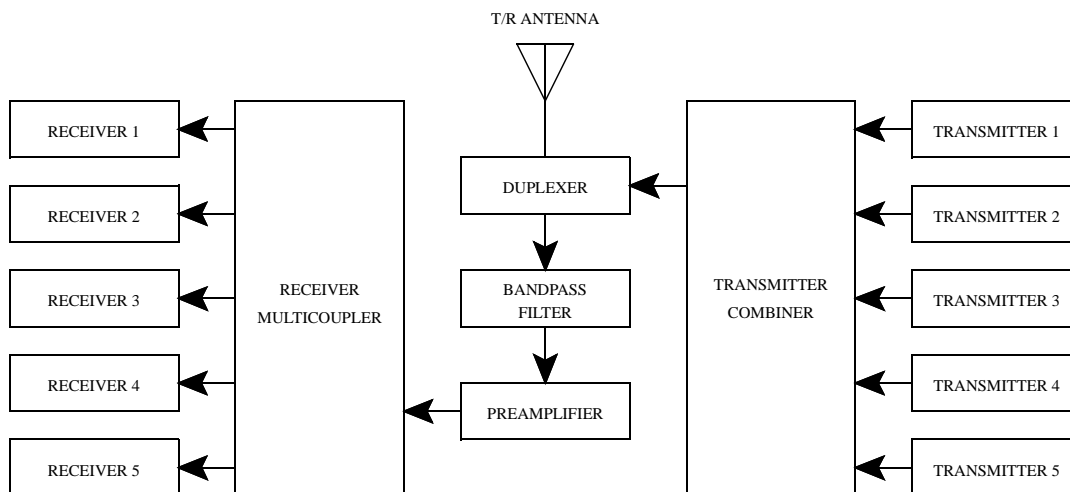 T/R ANTENNA
RECEIVER 1
RECEIVER 2
RECEIVER 3
RECEIVER 4
RECEIVER 5
RECEIVER
MULTICOUPLER
DUPLEXER
BANDPASS
FILTER
PREAMPLIFIER
TRANSMITTER
COMBINER
TRANSMITTER 1
TRANSMITTER 2
TRANSMITTER 3
TRANSMITTER 4
TRANSMITTER 5